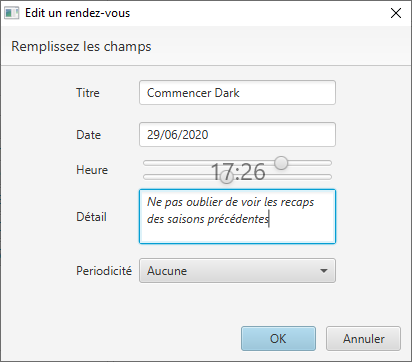 Edit un rendez-vous
Remplissez les champs
Titre Commencer Dark
Date 29/06/2020
Heure 17:26
Détail Ne pas oublier de voir les recaps
des saisons précédentes
Periodicité Aucune
OK Annuler